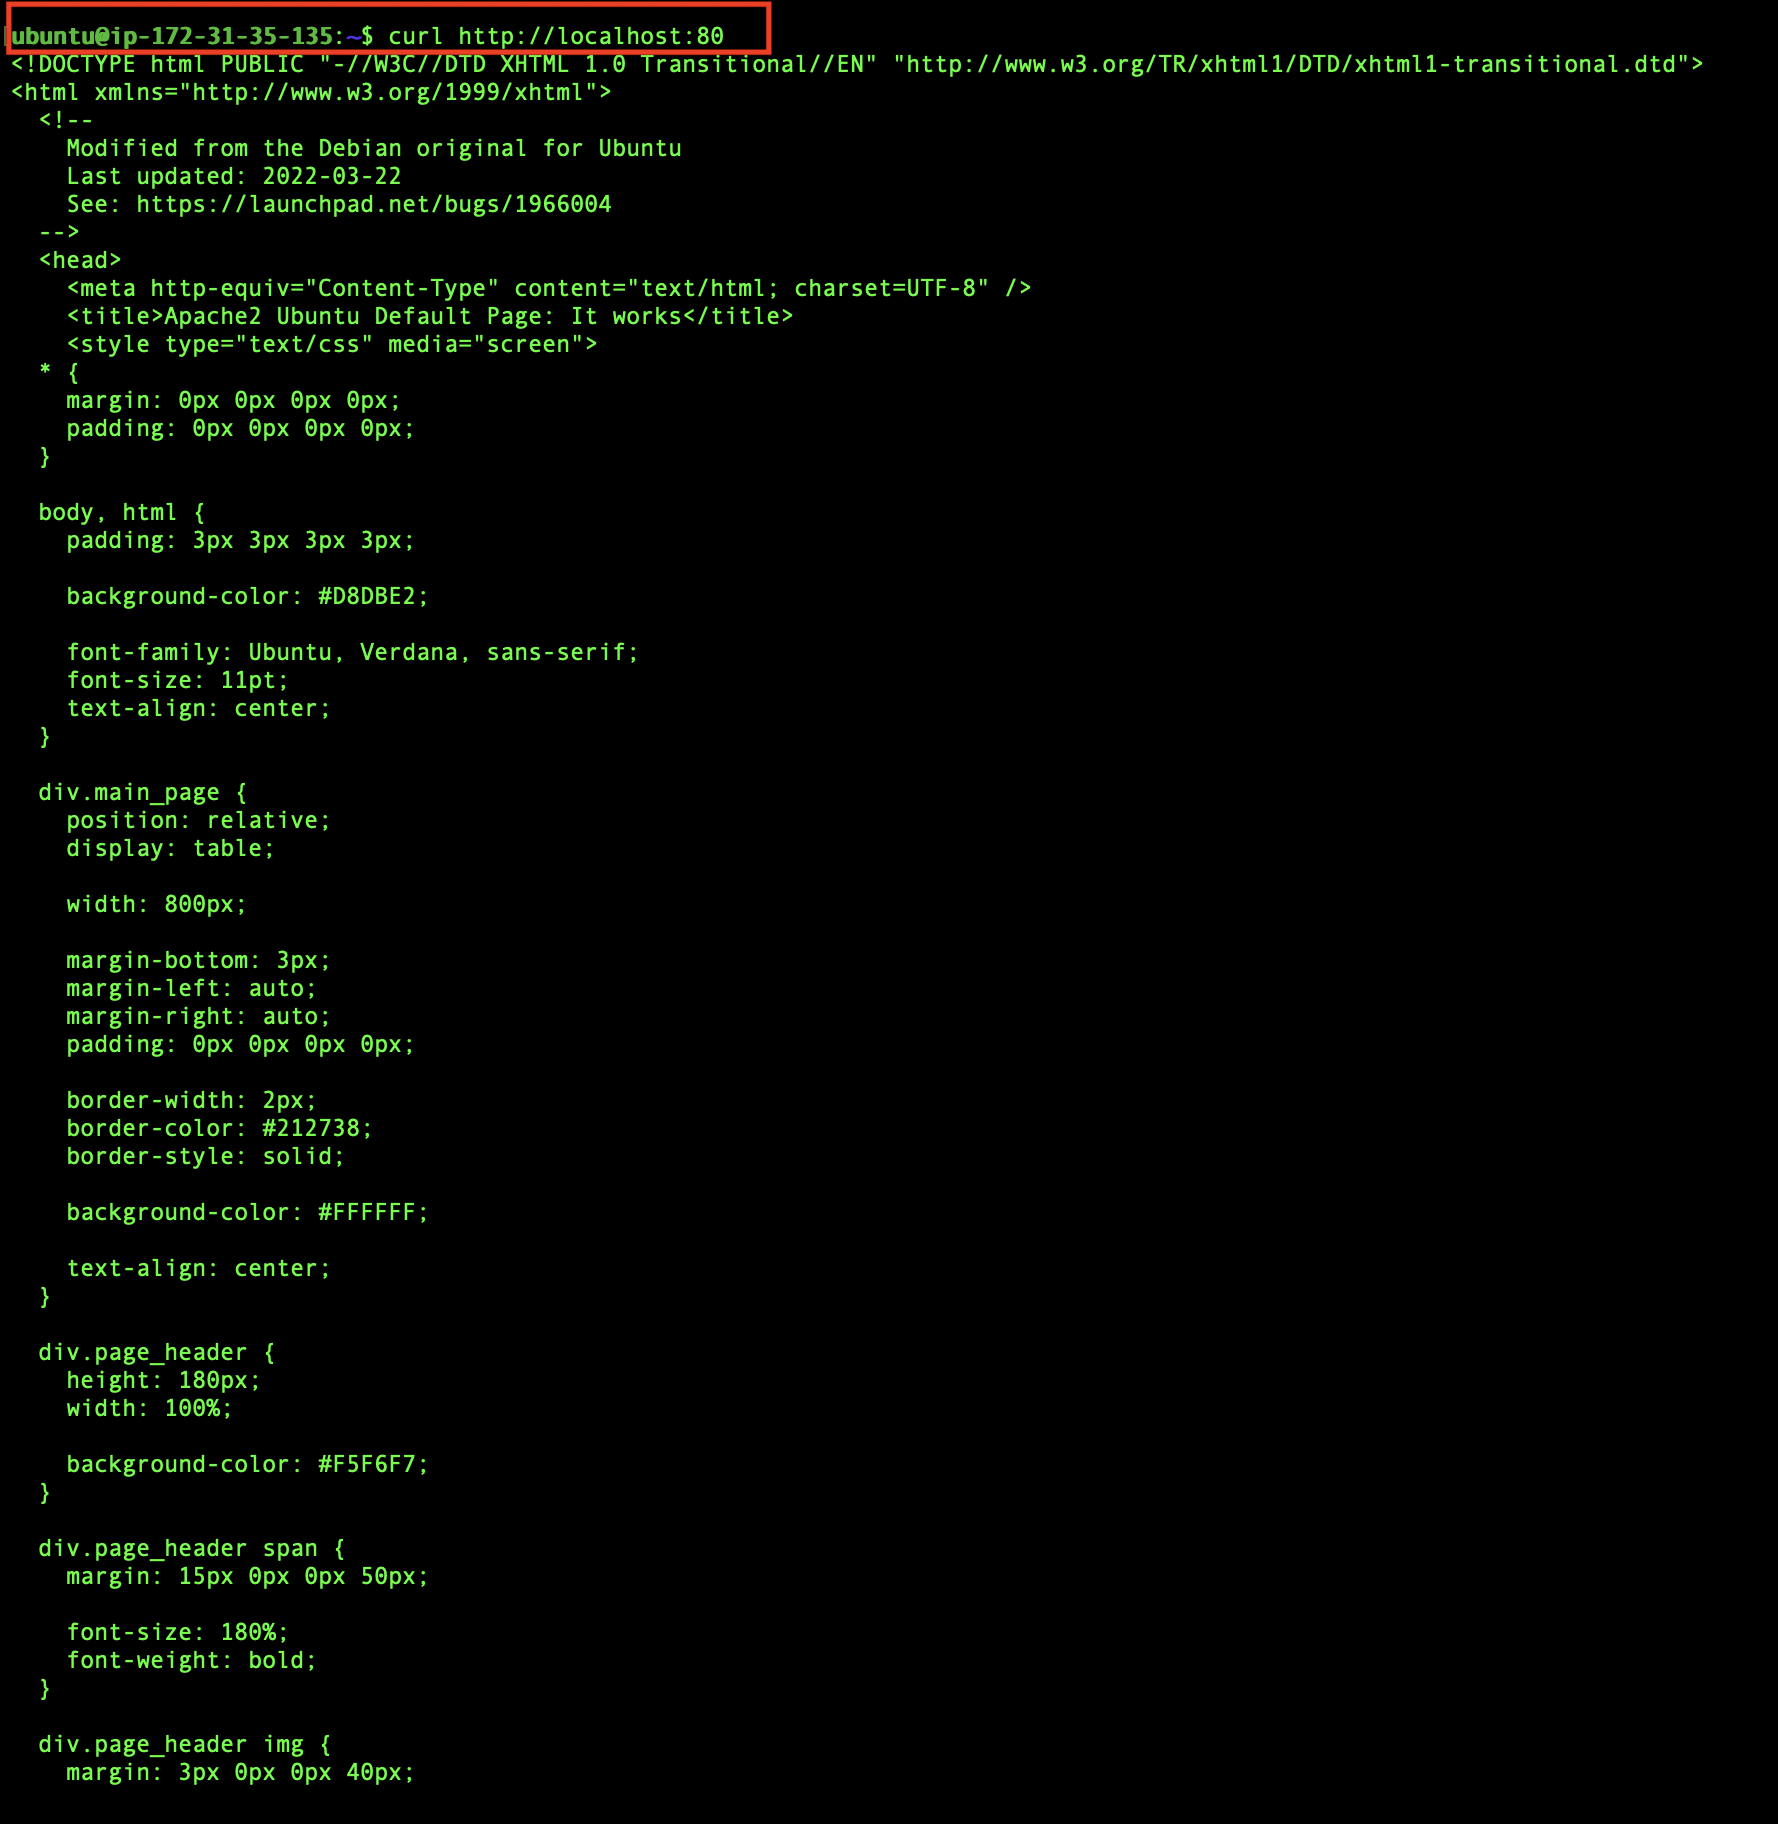 ubuntu@ip-172-31-35-135:~$ curl http://localhost:80
<!DOCTYPE html PUBLIC "-//W3C//DTD XHTML 1.0 Transitional//EN" "http://www.w3.org/TR/xhtml1/DTD/xhtml1-transitional.dtd">
<html xmlns="http://www.w3.org/1999/xhtml">
  <!--
    Modified from the Debian original for Ubuntu
    Last updated: 2022-03-22
    See: https://launchpad.net/bugs/1966004
  -->
  <head>
    <meta http-equiv="Content-Type" content="text/html; charset=UTF-8" />
    <title>Apache2 Ubuntu Default Page: It works</title>
    <style type="text/css" media="screen">
  * {
    margin: 0px 0px 0px 0px;
    padding: 0px 0px 0px 0px;
  }

  body, html {
    padding: 3px 3px 3px 3px;

    background-color: #D8DBE2;

    font-family: Ubuntu, Verdana, sans-serif;
    font-size: 11pt;
    text-align: center;
  }

  div.main_page {
    position: relative;
    display: table;

    width: 800px;

    margin-bottom: 3px;
    margin-left: auto;
    margin-right: auto;
    padding: 0px 0px 0px 0px;

    border-width: 2px;
    border-color: #212738;
    border-style: solid;

    background-color: #FFFFFF;

    text-align: center;
  }

  div.page_header {
    height: 180px;
    width: 100%;

    background-color: #F5F6F7;
  }

  div.page_header span {
    margin: 15px 0px 0px 50px;

    font-size: 180%;
    font-weight: bold;
  }

  div.page_header img {
    margin: 3px 0px 0px 40px;